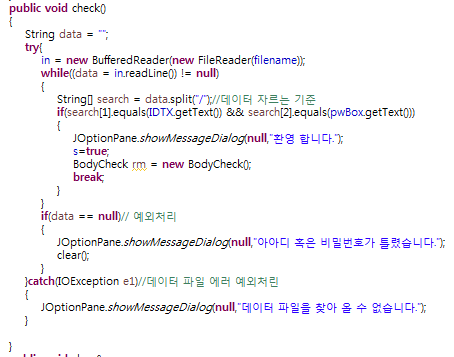 public void check()
{
String data = "";
try{
in = new BufferedReader(new FileReader(filename));
while((data = in.readLine()) != null)
{
String[] search = data.split("/");//데이터 자르는 기준
if(search[1].equals(IDTX.getText()) && search[2].equals(pwBox.getText()))
{
JOptionPane.showMessageDialog(null,"환영 합니다.");
s=true;
BodyCheck rm = new BodyCheck();
break;
}
}
if(data == null)// 예외처리
{
JOptionPane.showMessageDialog(null,"아아디 혹은 비밀번호가 틀렸습니다.");
clear();
}
}catch(IOException e1)//데이터 파일 에러 예외처린
{
JOptionPane.showMessageDialog(null,"데이터 파일을 찾아 올 수 없습니다.");
}
}